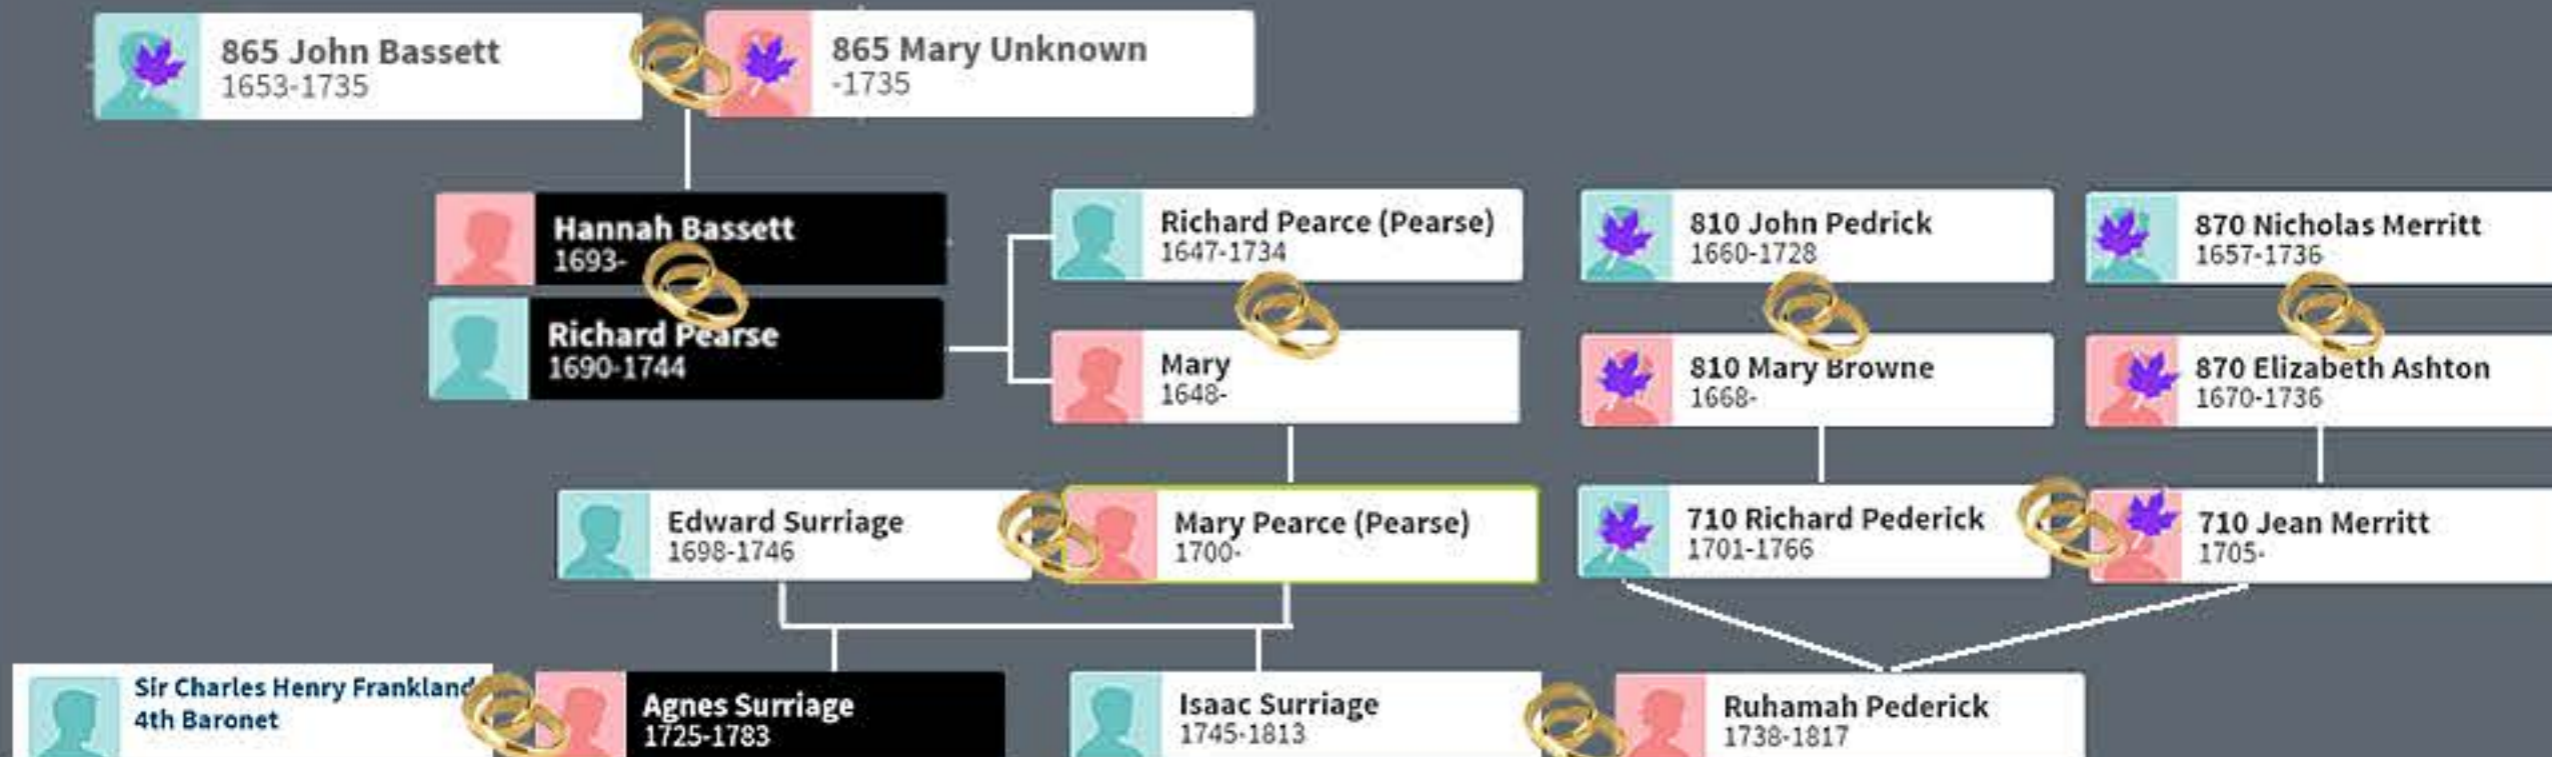 865 John Bassett
1653-1735
865 Mary Unknown
-1735
Hannah Bassett
1693-
Richard Pearse
1690-1744
Richard Pearce (Pearse)
1647-1734
Mary
1648-
810 John Pedrick
1660-1728
810 Mary Browne
1668-
870 Nicholas Merritt
1657-1736
870 Elizabeth Ashton
1670-1736
Edward Surriage
1698-1746
Mary Pearce (Pearse)
1700-
710 Richard Pederick
1701-1766
710 Jean Merritt
1705-
Sir Charles Henry Frankland
4th Baronet
Agnes Surriage
1725-1783
Isaac Surriage
1745-1813
Ruhamah Pederick
1738-1817